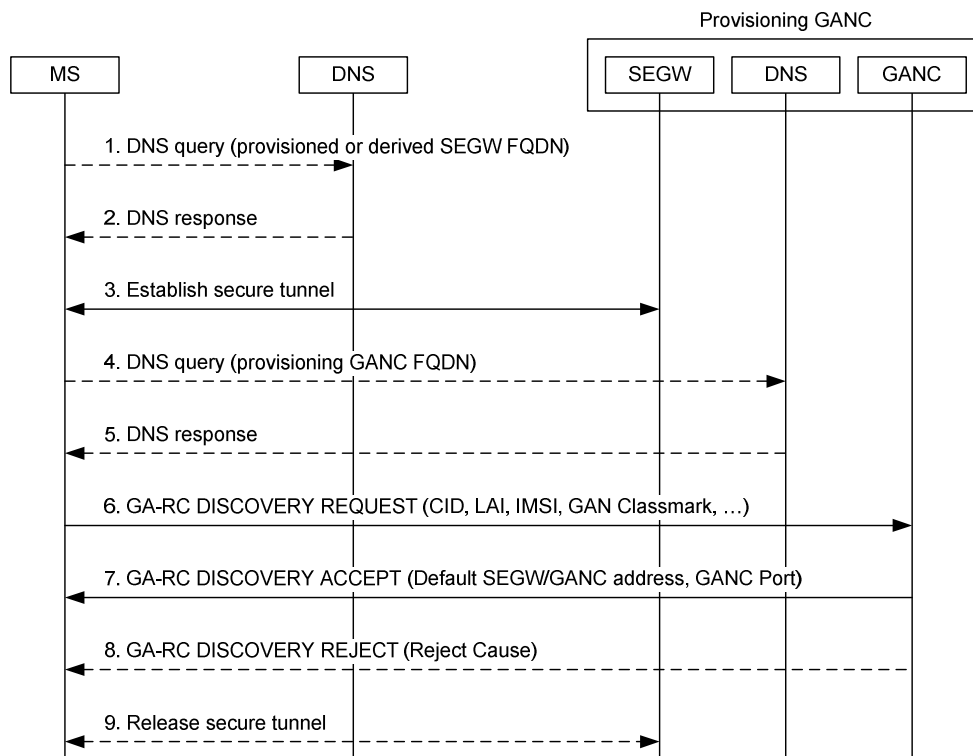 Provisioning GANC
MS
DNS
SEGW
DNS
GANC
1. DNS query (provisioned or derived SEGW FQDN)
2. DNS response
3. Establish secure tunnel
4. DNS query (provisioning GANC FQDN)
5. DNS response
6. GA-RC DISCOVERY REQUEST (CID, LAI, IMSI, GAN Classmark, …)
7. GA-RC DISCOVERY ACCEPT (Default SEGW/GANC address, GANC Port)
8. GA-RC DISCOVERY REJECT (Reject Cause)
9. Release secure tunnel